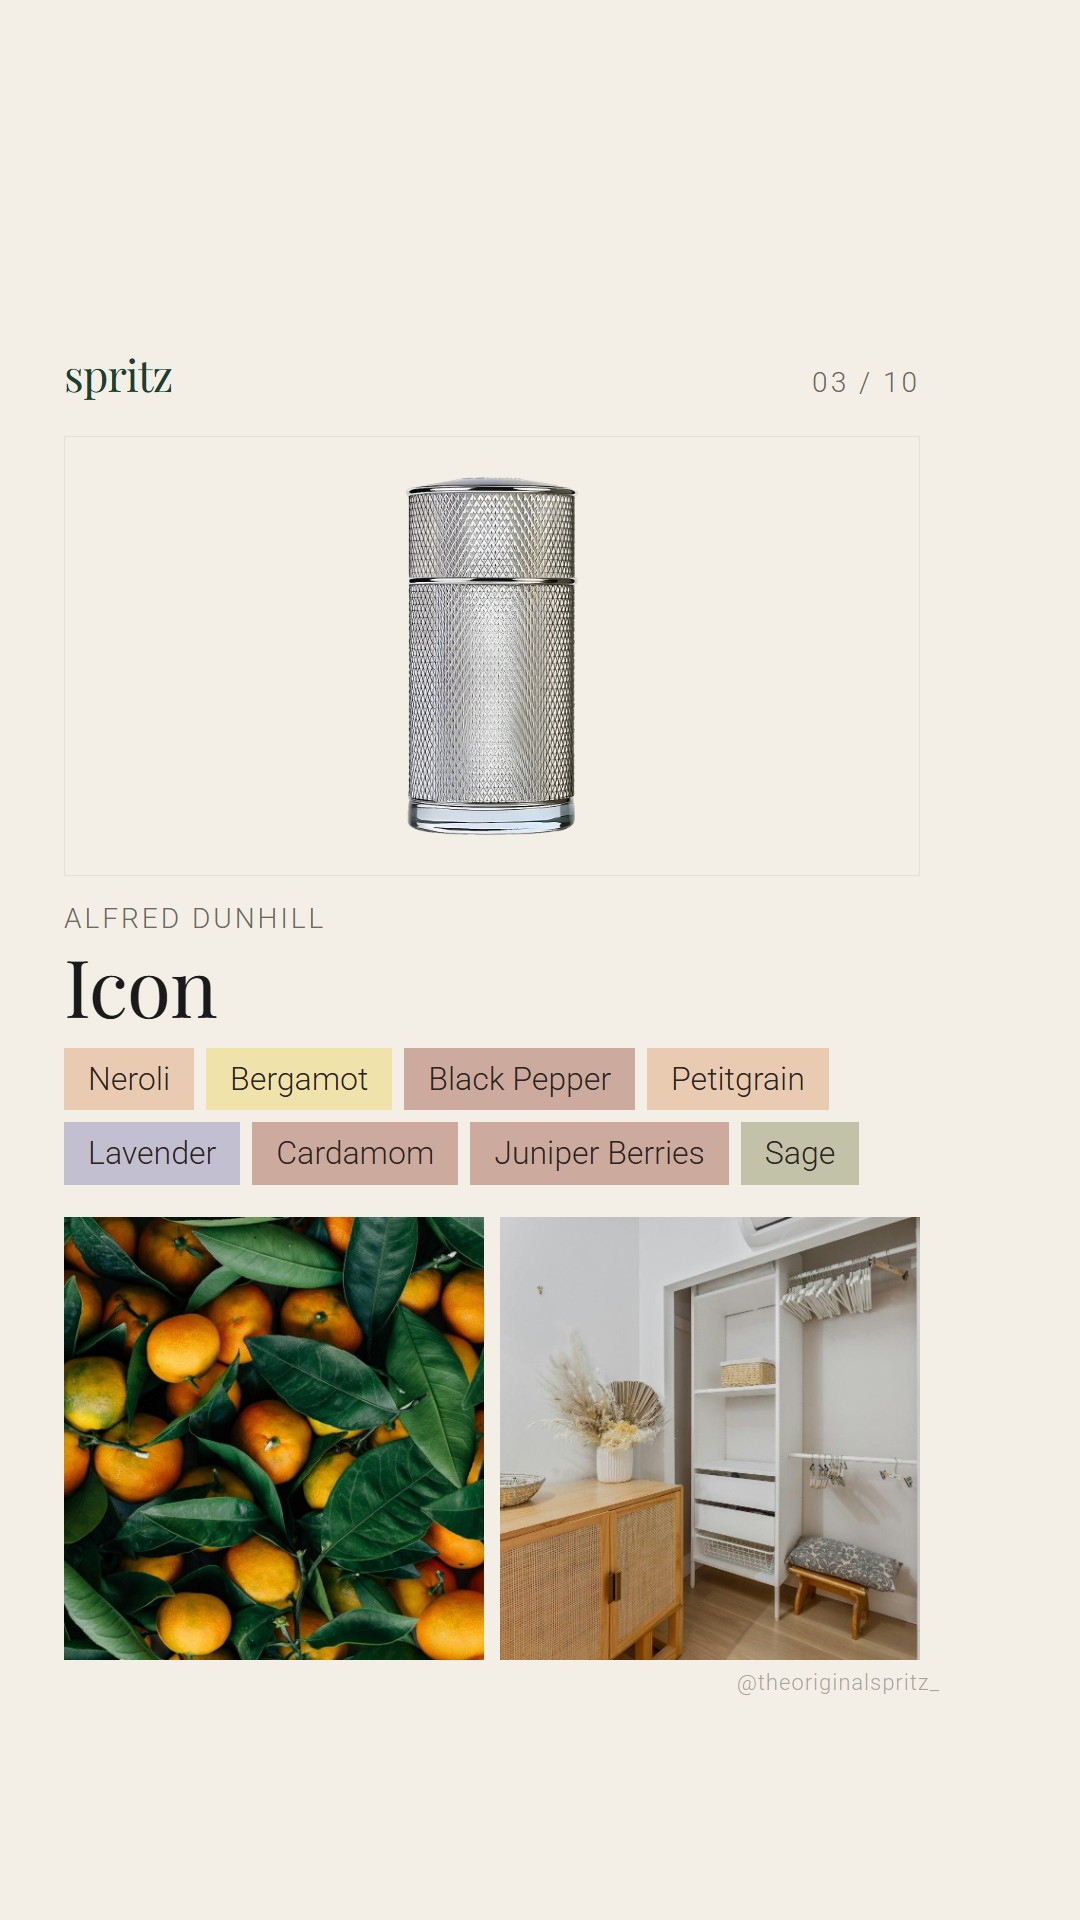 spritz
03 / 10
ALFRED DUNHILL
Icon
Neroli Bergamot Black Pepper Petitgrain
Lavender Cardamom Juniper Berries Sage
@theoriginalspritz_